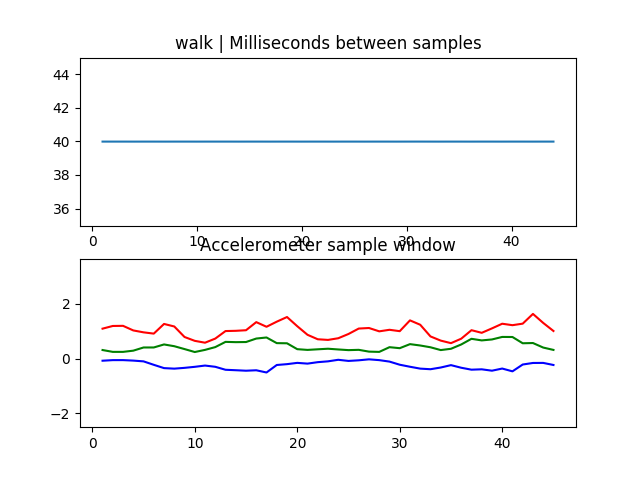 walk | Milliseconds between samples
44
42
40
38
36
0 10 20 30 40
Accelerometer sample window
2
0
−2
0 10 20 30 40